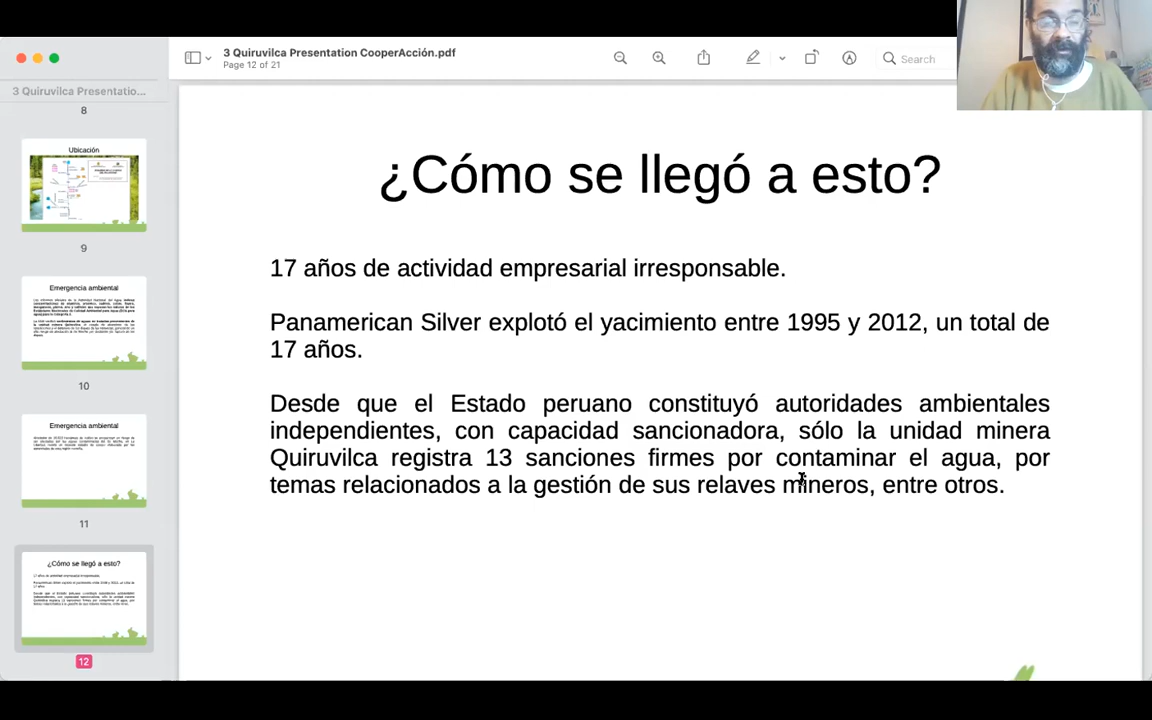 3 Quiruvilca Presentation CooperAcción.pdf
Page 12 of 21
Search
3 Quiruvilca Presentatio...
8
Ubicación
9
Emergencia ambiental
10
Emergencia ambiental
11
¿Cómo se llegó a esto?
12
¿Cómo se llegó a esto?
17 años de actividad empresarial irresponsable.
Panamerican Silver explotó el yacimiento entre 1995 y 2012, un total de
17 años.
Desde que el Estado peruano constituyó autoridades ambientales
independientes, con capacidad sancionadora, sólo la unidad minera
Quiruvilca registra 13 sanciones firmes por contaminar el agua, por
temas relacionados a la gestión de sus relaves mineros, entre otros.